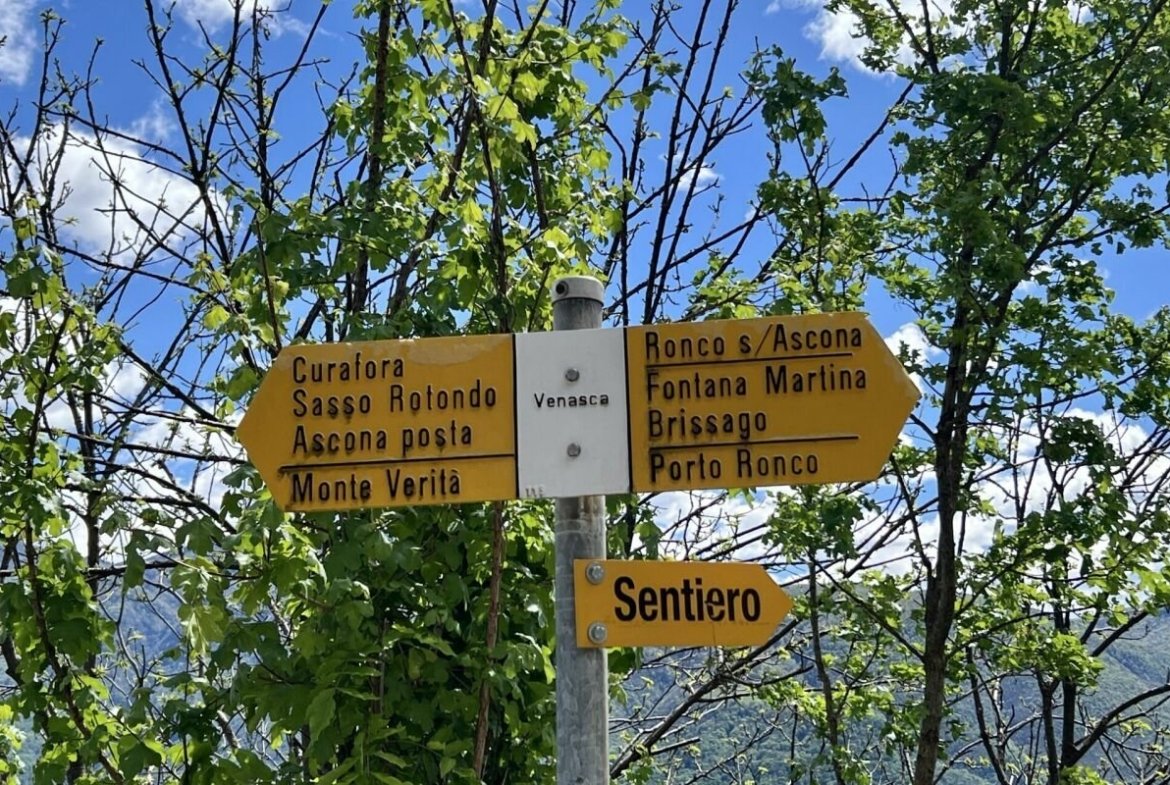 Curafora
Sasso Rotondo
Ascona posta
Monte Verità
Venasca
Ronco s/Ascona
Fontana Martina
Brissago
Porto Ronco
Sentiero